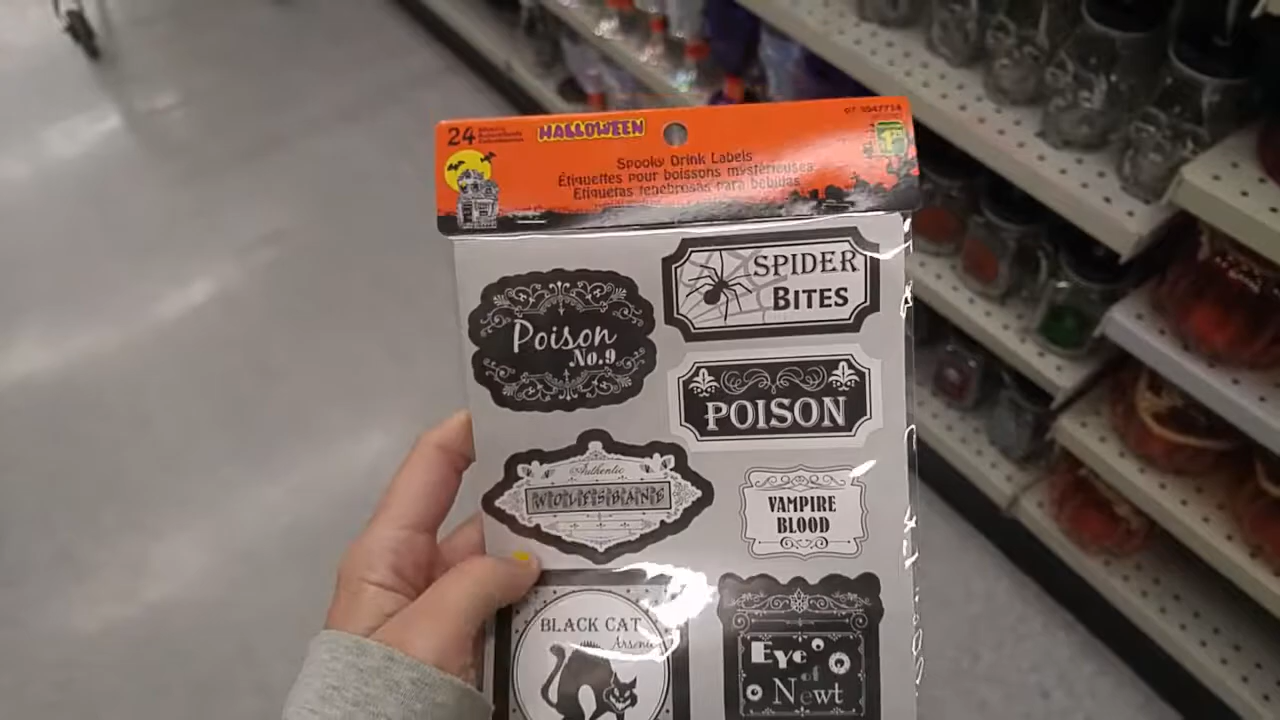 24
HALLOWEEN
Spooky Drink Labels
Étiquettes pour boissons mystérieuses
Etiquetas tenebrosas para bebidas
SPIDER
BITES
Poison
No.9
POISON
Authentic
WOLFSBANE
VAMPIRE
BLOOD
BLACK CAT
Arsenic
Eye
of
Newt